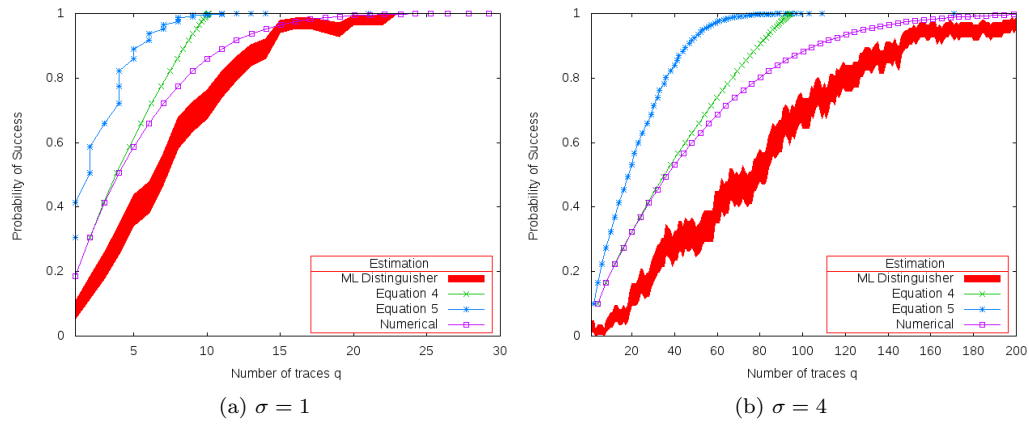 1
0.8
0.6
0.4
0.2
0
Probability of Success
5 10 15 20 25 30
Number of traces q
Estimation
ML Distinguisher
Equation 4
Equation 5
Numerical
(a) σ = 1
1
0.8
0.6
0.4
0.2
0
Probability of Success
20 40 60 80 100 120 140 160 180 200
Number of traces q
Estimation
ML Distinguisher
Equation 4
Equation 5
Numerical
(b) σ = 4